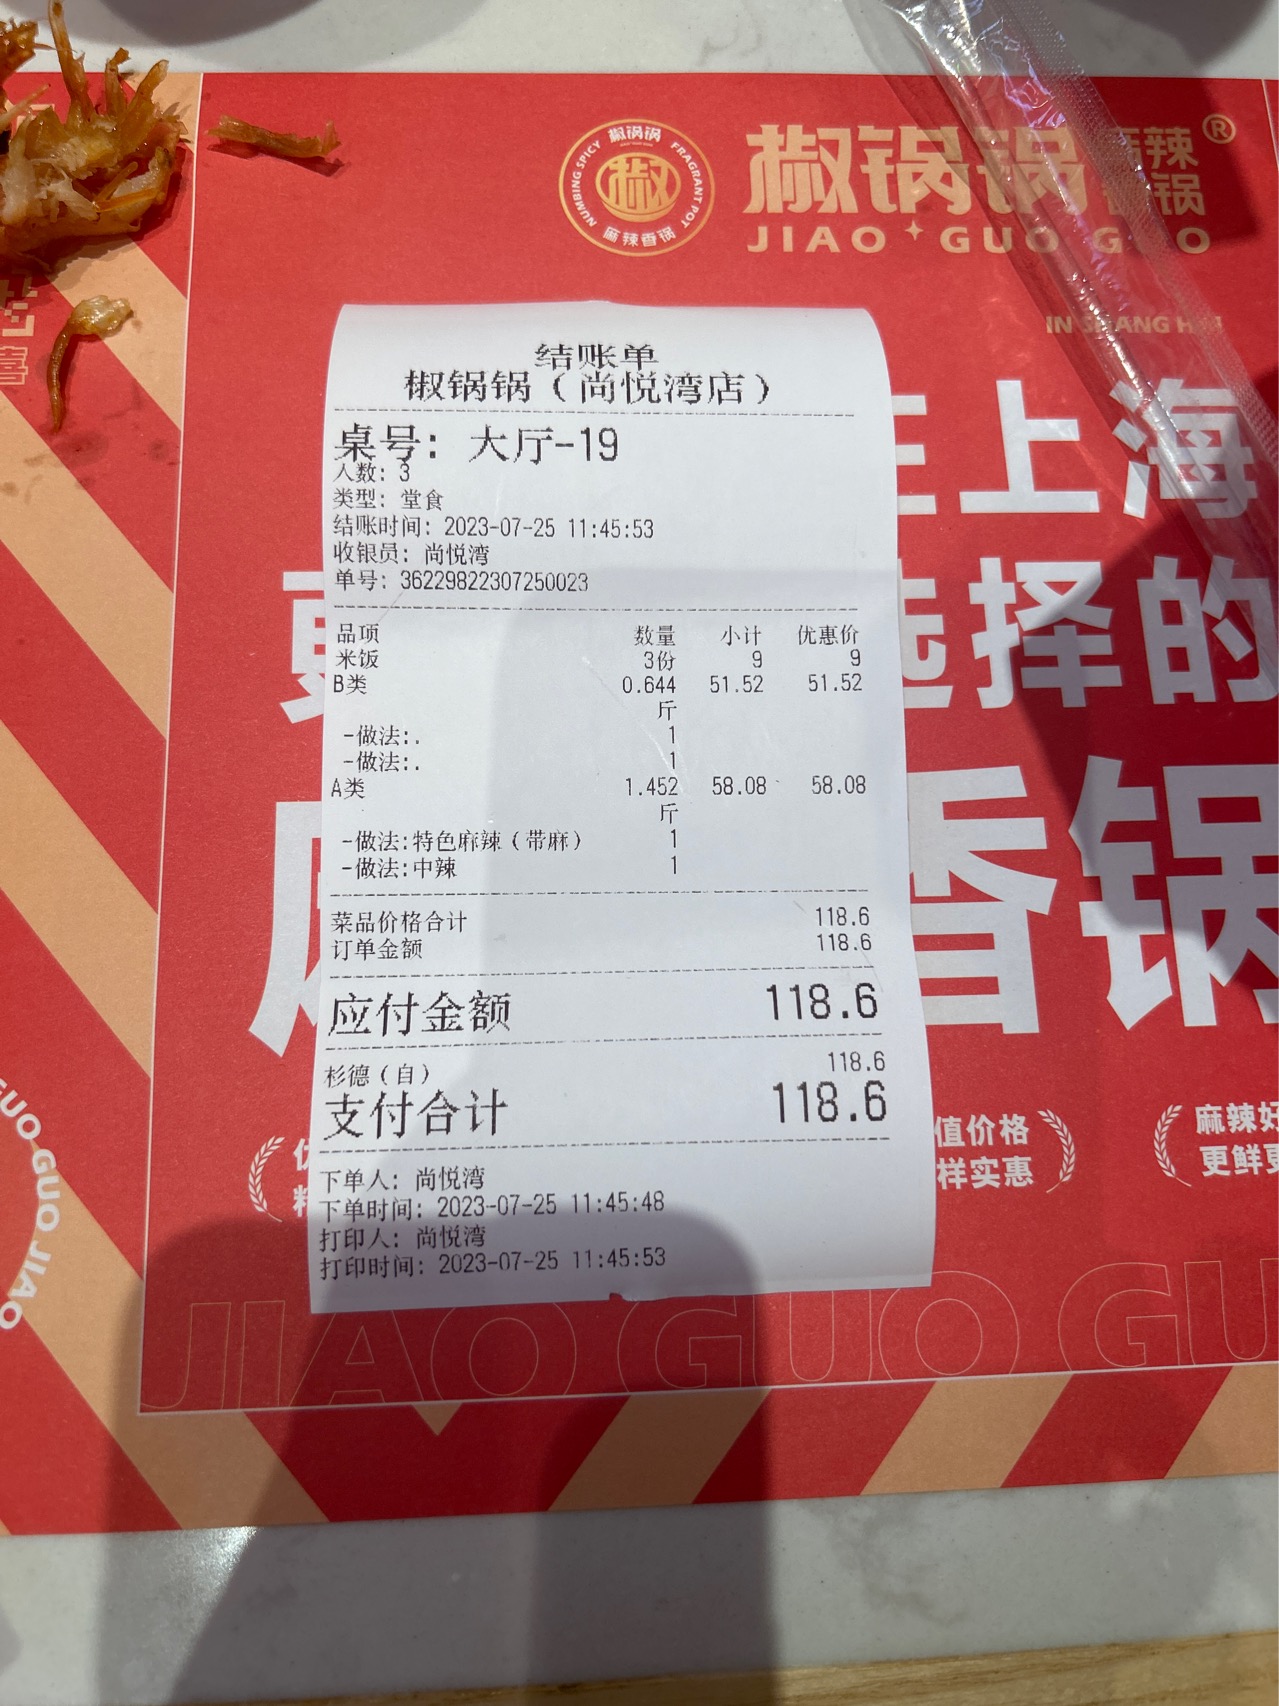 椒锅锅
NUMBING SPICY
FRAGRANT POT
麻辣香锅
椒锅锅
辣
锅
®
JIAO GUO G O
上海
选择的
香锅
结账单
椒锅锅（尚悦湾店）
桌号: 大厅-19
人数: 3
类型: 堂食
结账时间: 2023-07-25 11:45:53
收银员: 尚悦湾
单号: 36229822307250023
品项 数量 小计 优惠价
米饭 3份 9 9
B类 0.644 51.52 51.52
斤
-做法:. 1
-做法:. 1
A类 1.452 58.08 58.08
斤
-做法:特色麻辣（带麻） 1
-做法:中辣 1
菜品价格合计 118.6
订单金额 118.6
应付金额 118.6
杉德（自） 118.6
支付合计 118.6
下单人: 尚悦湾
下单时间: 2023-07-25 11:45:48
打印人: 尚悦湾
打印时间: 2023-07-25 11:45:53
值价格
样实惠
麻辣好
更鲜更
GUO GUO JIAO
JIAO GUO GU